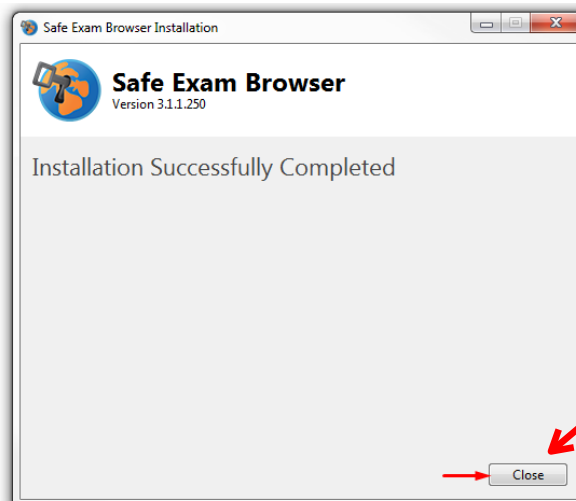 Safe Exam Browser Installation
Safe Exam Browser
Version 3.1.1.250
Installation Successfully Completed
Close